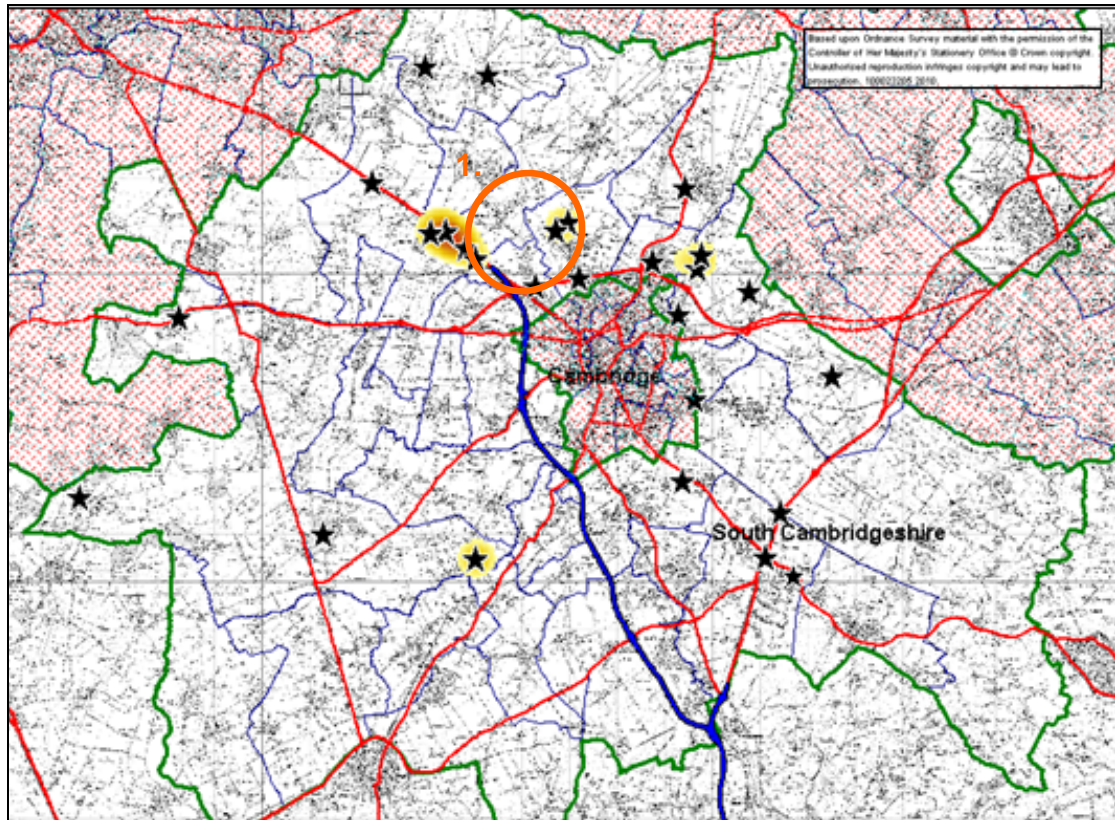 Based upon Ordnance Survey material with the permission of the
Controller of Her Majesty's Stationery Office © Crown copyright.
Unauthorised reproduction infringes copyright and may lead to
prosecution. 100022205 2010.
1.
Cambridge
South Cambridgeshire